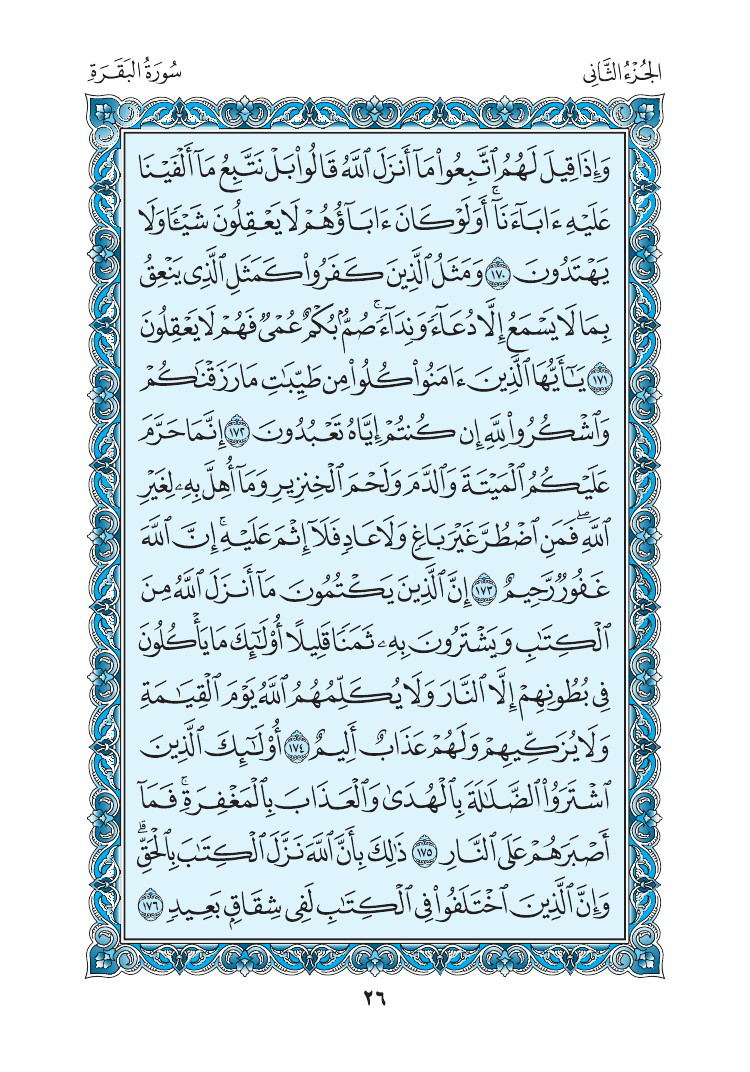 الجُزْءُ الثَّانِي
سُورَةُ البَقَرَةِ
وَإِذَا قِيلَ لَهُمُ ٱتَّبِعُواْ مَآ أَنزَلَ ٱللَّهُ قَالُواْ بَلْ نَتَّبِعُ مَآ أَلْفَيْنَا
عَلَيْهِ ءَابَآءَنَآۚ أَوَلَوْ كَانَ ءَابَآؤُهُمْ لَا يَعْقِلُونَ شَيْـًٔا وَلَا
يَهْتَدُونَ ١٧٠ وَمَثَلُ ٱلَّذِينَ كَفَرُواْ كَمَثَلِ ٱلَّذِى يَنْعِقُ
بِمَا لَا يَسْمَعُ إِلَّا دُعَآءً وَنِدَآءًۚ صُمُّۢ بُكْمٌ عُمْىٌ فَهُمْ لَا يَعْقِلُونَ
١٧١ يَـٰٓأَيُّهَا ٱلَّذِينَ ءَامَنُواْ كُلُواْ مِن طَيِّبَـٰتِ مَا رَزَقْنَـٰكُمْ
وَٱشْكُرُواْ لِلَّهِ إِن كُنتُمْ إِيَّاهُ تَعْبُدُونَ ١٧٢ إِنَّمَا حَرَّمَ
عَلَيْكُمُ ٱلْمَيْتَةَ وَٱلدَّمَ وَلَحْمَ ٱلْخِنزِيرِ وَمَآ أُهِلَّ بِهِۦ لِغَيْرِ
ٱللَّهِۖ فَمَنِ ٱضْطُرَّ غَيْرَ بَاغٍ وَلَا عَادٍ فَلَآ إِثْمَ عَلَيْهِۚ إِنَّ ٱللَّهَ
غَفُورٌ رَّحِيمٌ ١٧٣ إِنَّ ٱلَّذِينَ يَكْتُمُونَ مَآ أَنزَلَ ٱللَّهُ مِنَ
ٱلْكِتَـٰبِ وَيَشْتَرُونَ بِهِۦ ثَمَنًا قَلِيلًا أُوْلَـٰٓئِكَ مَا يَأْكُلُونَ
فِى بُطُونِهِمْ إِلَّا ٱلنَّارَ وَلَا يُكَلِّمُهُمُ ٱللَّهُ يَوْمَ ٱلْقِيَـٰمَةِ
وَلَا يُزَكِّيهِمْ وَلَهُمْ عَذَابٌ أَلِيمٌ ١٧٤ أُوْلَـٰٓئِكَ ٱلَّذِينَ
ٱشْتَرَوُاْ ٱلضَّلَـٰلَةَ بِٱلْهُدَىٰ وَٱلْعَذَابَ بِٱلْمَغْفِرَةِۚ فَمَآ
أَصْبَرَهُمْ عَلَى ٱلنَّارِ ١٧٥ ذَٰلِكَ بِأَنَّ ٱللَّهَ نَزَّلَ ٱلْكِتَـٰبَ بِٱلْحَقِّۗ
وَإِنَّ ٱلَّذِينَ ٱخْتَلَفُواْ فِى ٱلْكِتَـٰبِ لَفِى شِقَاقٍۭ بَعِيدٍ ١٧٦
٢٦